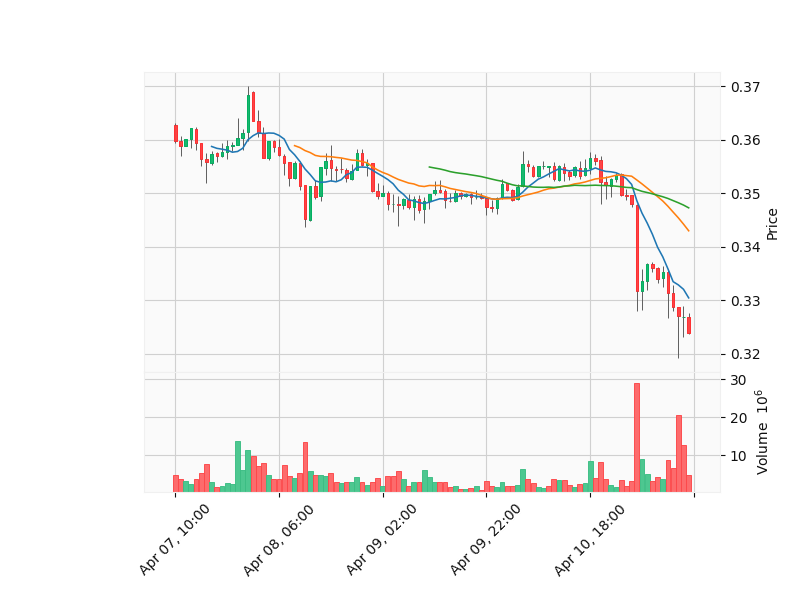 0.37
0.36
0.35
0.34
0.33
0.32
Price
30
20
10
Volume 10⁶
Apr 07, 10:00
Apr 08, 06:00
Apr 09, 02:00
Apr 09, 22:00
Apr 10, 18:00